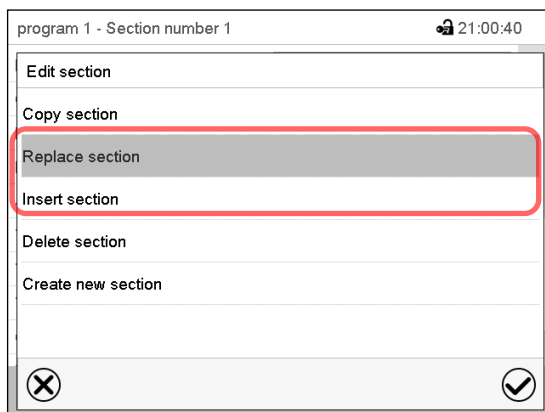 program 1 - Section number 1 21:00:40
Edit section
Copy section
Replace section
Insert section
Delete section
Create new section